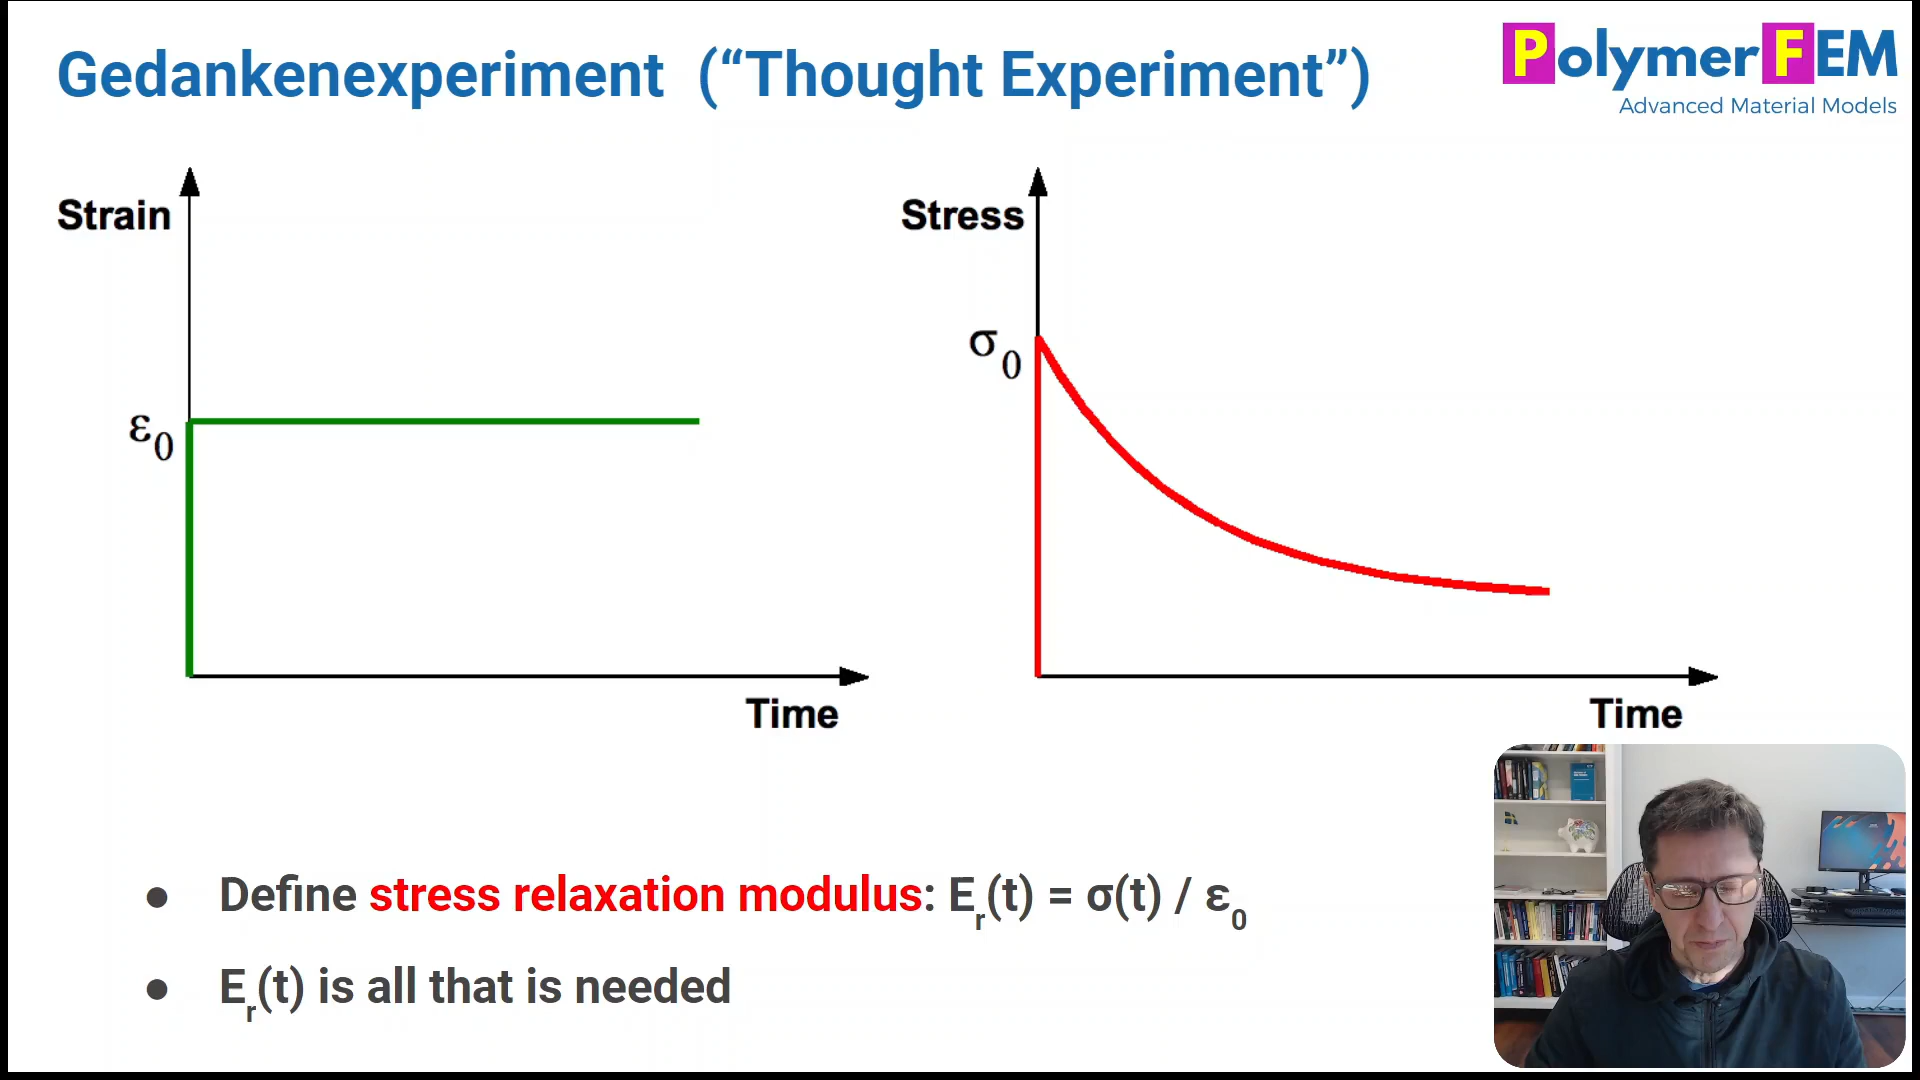 Gedankenexperiment (“Thought Experiment”)
PolymerFEM
Advanced Material Models
Strain
ε0
Time
Stress
σ0
Time
● Define stress relaxation modulus: Er(t) = σ(t) / ε0
● Er(t) is all that is needed